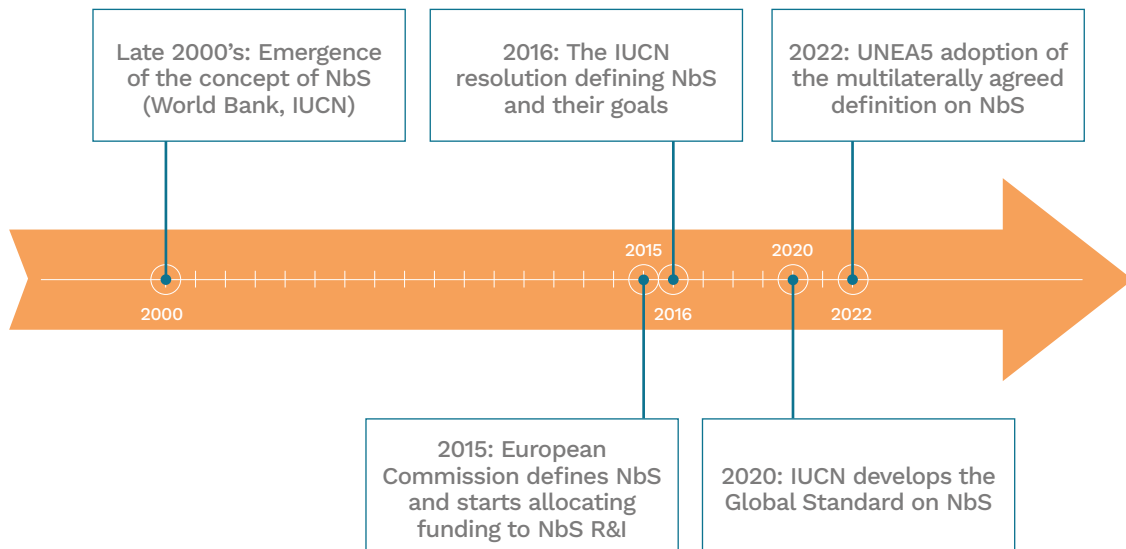 Late 2000's: Emergence
of the concept of NbS
(World Bank, IUCN)
2016: The IUCN
resolution defining NbS
and their goals
2022: UNEA5 adoption of
the multilaterally agreed
definition on NbS
2015
2020
2000
2016
2022
2015: European
Commission defines NbS
and starts allocating
funding to NbS R&I
2020: IUCN develops the
Global Standard on NbS